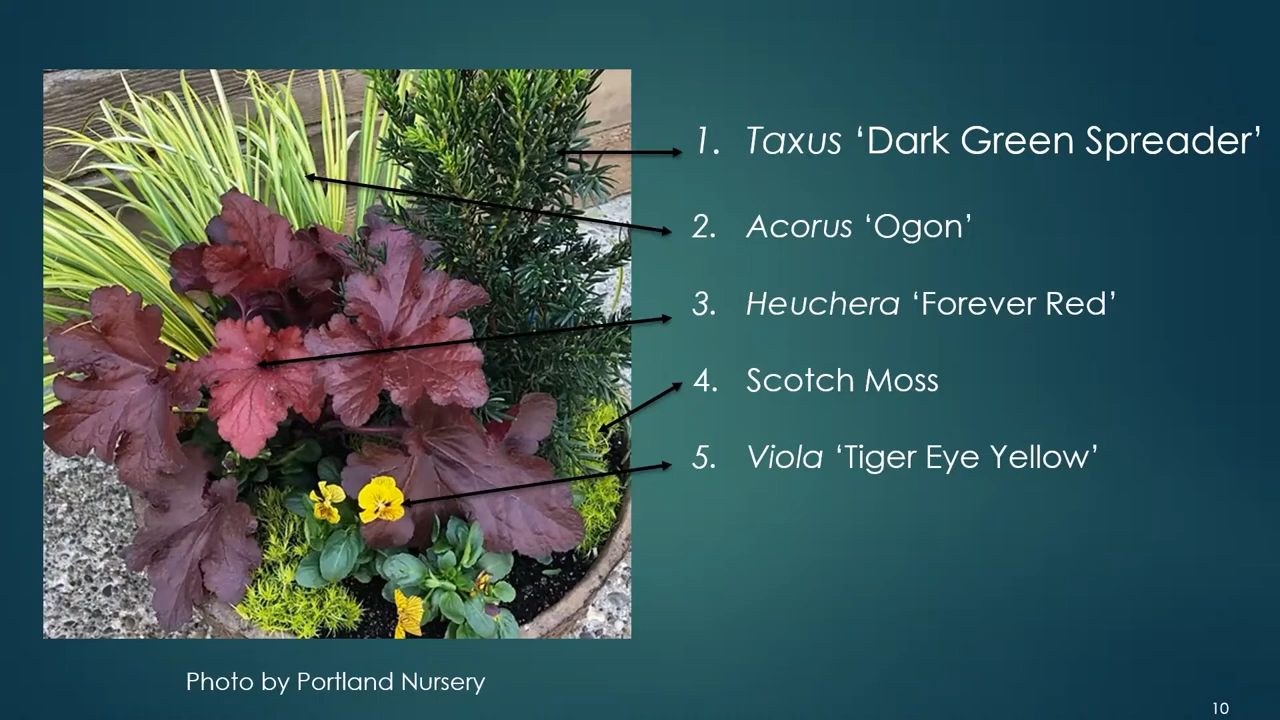 1. Taxus ‘Dark Green Spreader’
2. Acorus ‘Ogon’
3. Heuchera ‘Forever Red’
4. Scotch Moss
5. Viola ‘Tiger Eye Yellow’
Photo by Portland Nursery
10